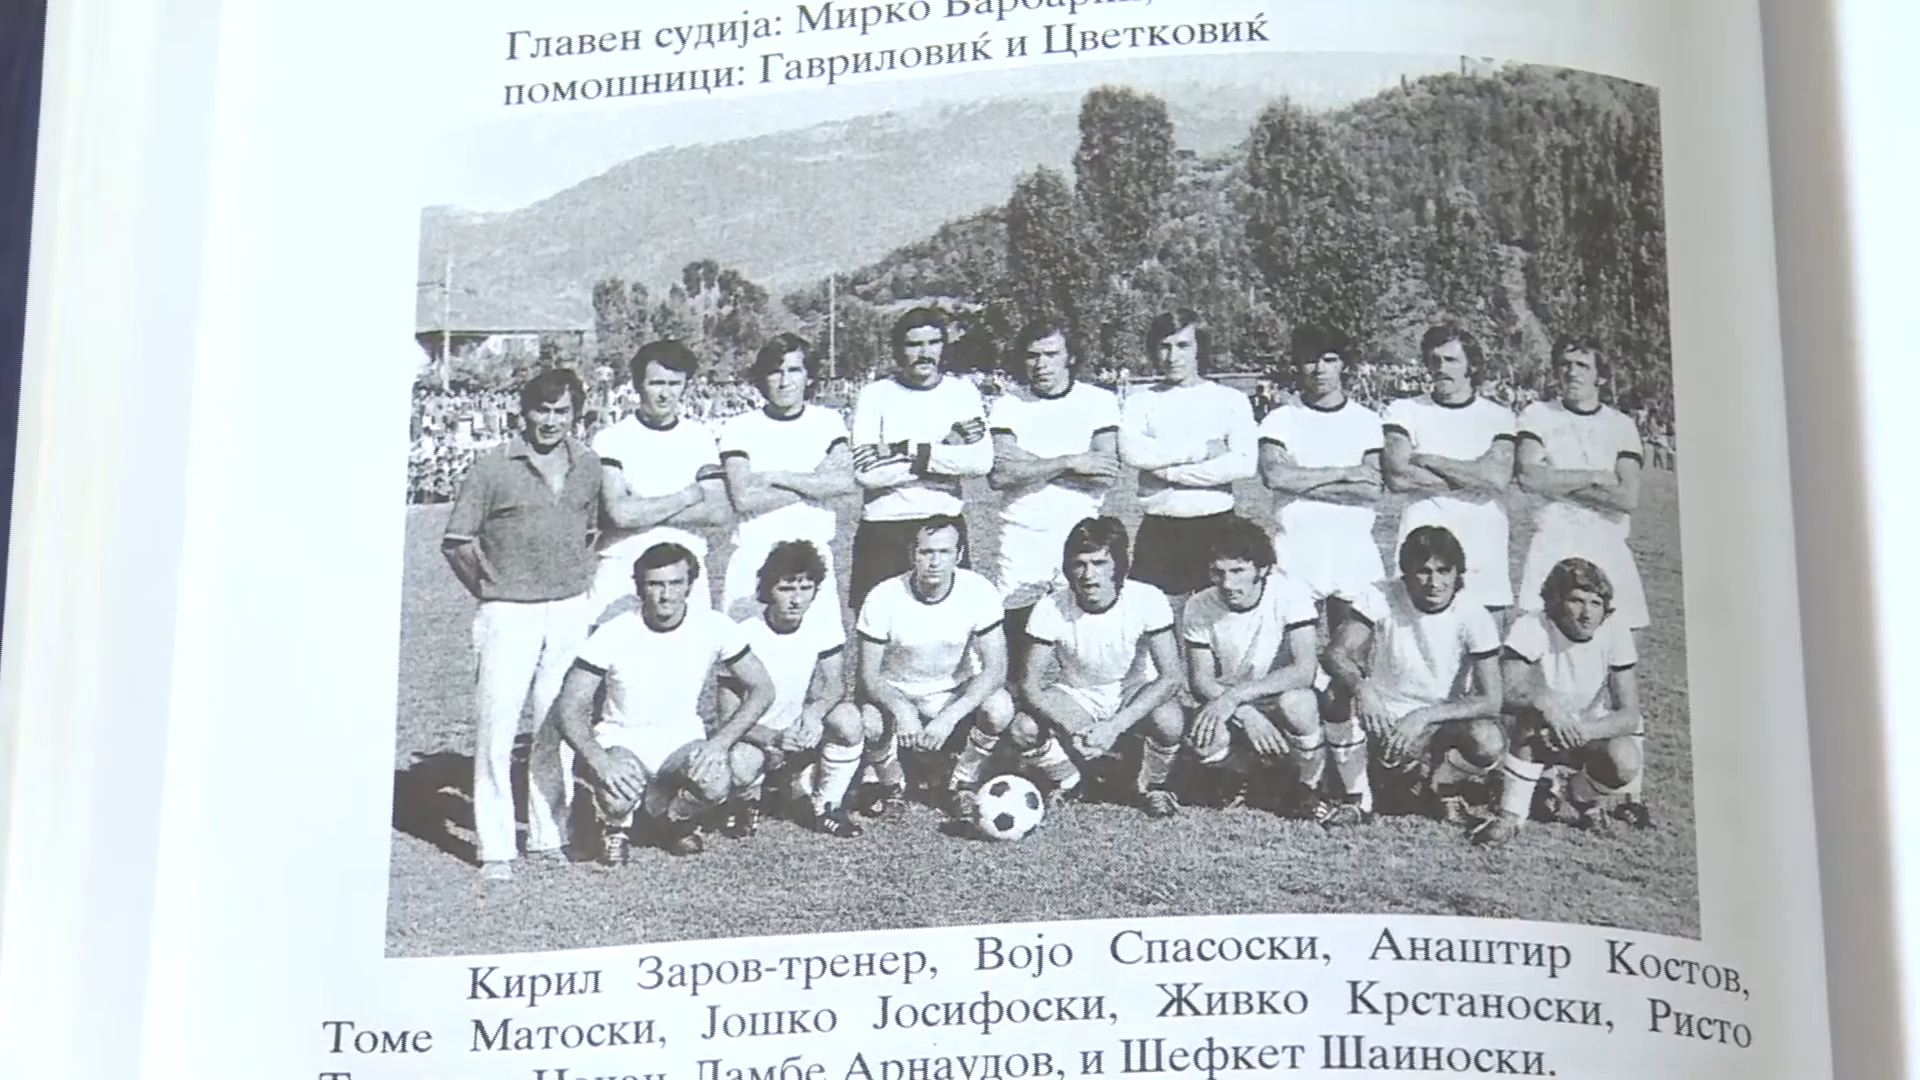 Главен судија: Мирко
помошници: Гавриловиќ и Цветковиќ
Кирил Заров-тренер, Војо Спасоски, Анаштир Костов,
Томе Матоски, Јошко Јосифоски, Живко Крстаноски, Ристо
Ламбе Арнаудов, и Шефкет Шаиноски.